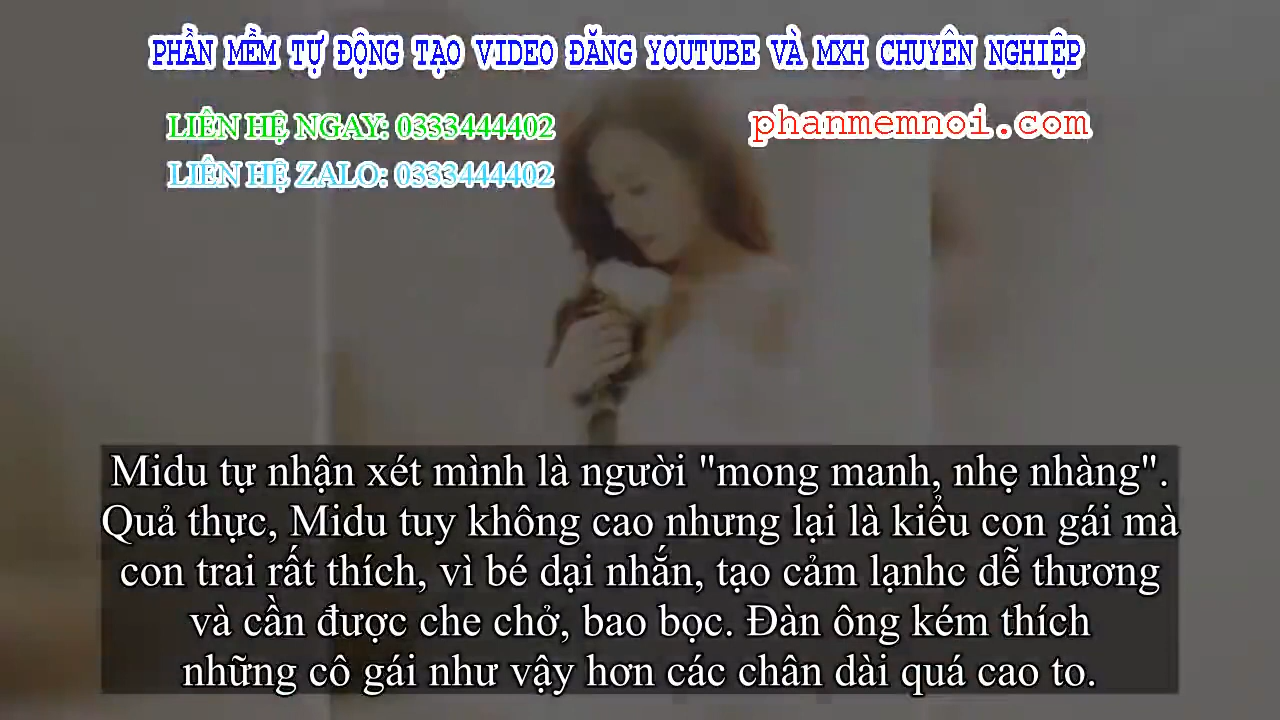 PHẦN MỀM TỰ ĐỘNG TẠO VIDEO ĐĂNG YOUTUBE VÀ MXH CHUYÊN NGHIỆP
LIÊN HỆ NGAY: 0333444402
phanmemnoi.com
LIÊN HỆ ZALO: 0333444402
Midu tự nhận xét mình là người "mong manh, nhẹ nhàng".
Quả thực, Midu tuy không cao nhưng lại là kiểu con gái mà
con trai rất thích, vì bé dại nhắn, tạo cảm lạnhc dễ thương
và cần được che chở, bao bọc. Đàn ông kém thích
những cô gái như vậy hơn các chân dài quá cao to.